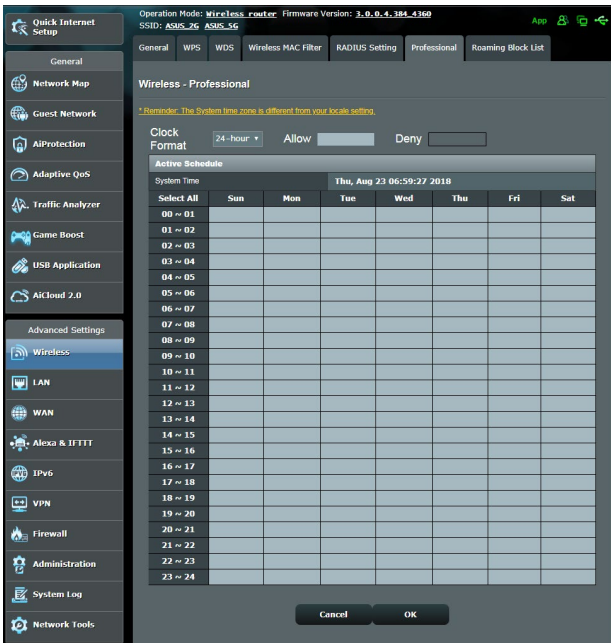 Quick Internet
Setup
General
Network Map
Guest Network
AiProtection
Adaptive QoS
Traffic Analyzer
Game Boost
USB Application
AiCloud 2.0
Advanced Settings
Wireless
LAN
WAN
Alexa & IFTTT
IPv6
VPN
Firewall
Administration
System Log
Network Tools
Operation Mode: Wireless router Firmware Version: 3.0.0.4.384_4360
SSID: ASUS_2G ASUS_5G
App
General WPS WDS Wireless MAC Filter RADIUS Setting Professional Roaming Block List
Wireless - Professional
* Reminder: The System time zone is different from your locale setting.
Clock
Format
24-hour
Allow
Deny
Active Schedule
System Time Thu, Aug 23 06:59:27 2018
Select All Sun Mon Tue Wed Thu Fri Sat
00 ~ 01
01 ~ 02
02 ~ 03
03 ~ 04
04 ~ 05
05 ~ 06
06 ~ 07
07 ~ 08
08 ~ 09
09 ~ 10
10 ~ 11
11 ~ 12
12 ~ 13
13 ~ 14
14 ~ 15
15 ~ 16
16 ~ 17
17 ~ 18
18 ~ 19
19 ~ 20
20 ~ 21
21 ~ 22
22 ~ 23
23 ~ 24
Cancel OK